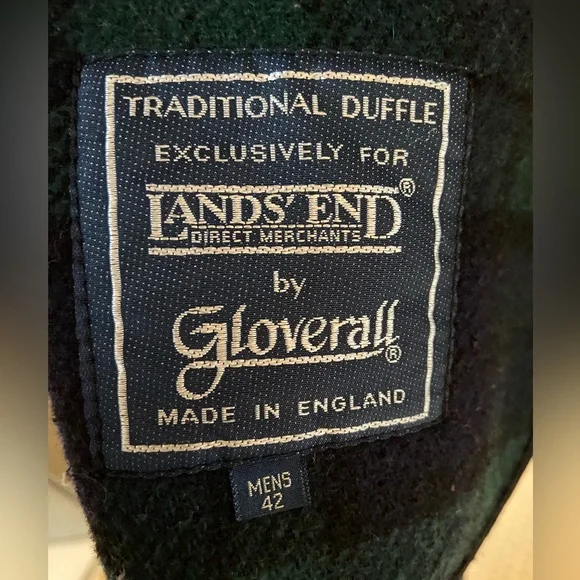 TRADITIONAL DUFFLE
EXCLUSIVELY FOR
LANDS' END®
DIRECT MERCHANTS
by
Gloverall®
MADE IN ENGLAND
MENS
42